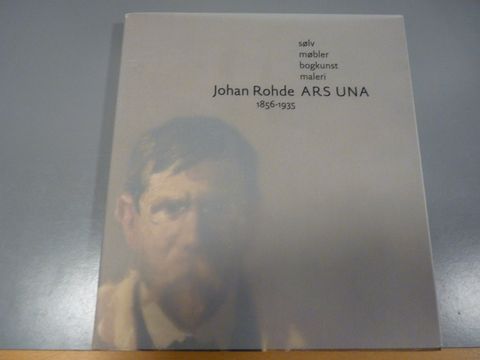 sølv
møbler
bogkunst
maleri
Johan Rohde ARS UNA
1856-1935